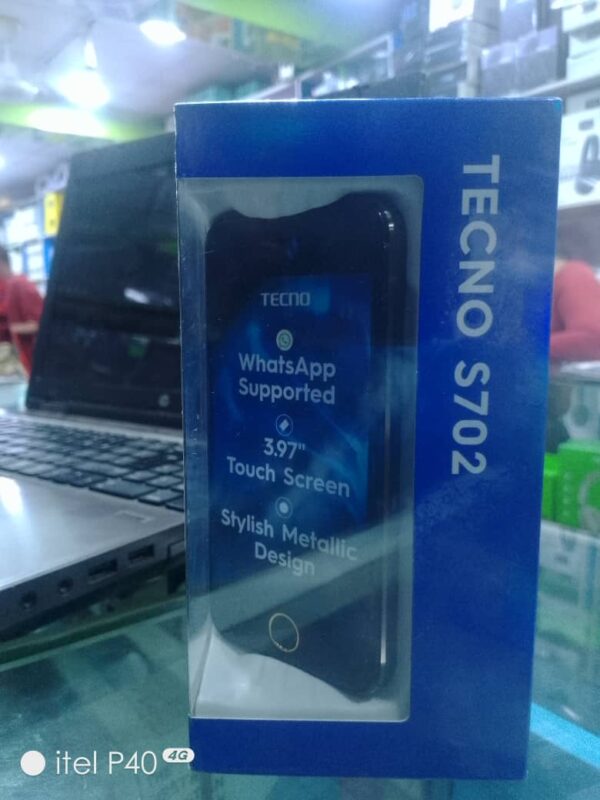 TECNO
WhatsApp
Supported
3.97"
Touch Screen
Stylish Metallic
Design
TECNO S702
itel P40 4G